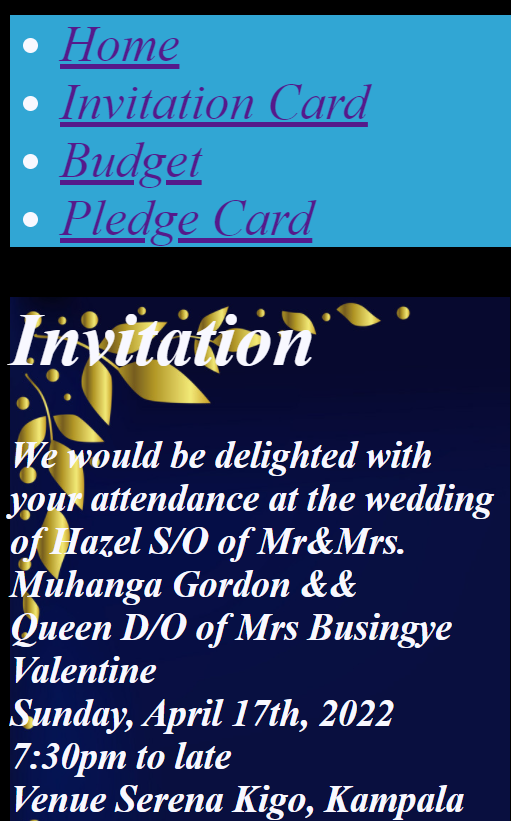 Home
Invitation Card
Budget
Pledge Card
Invitation
We would be delighted with
your attendance at the wedding
of Hazel S/O of Mr&Mrs.
Muhanga Gordon &&
Queen D/O of Mrs Busingye
Valentine
Sunday, April 17th, 2022
7:30pm to late
Venue Serena Kigo, Kampala